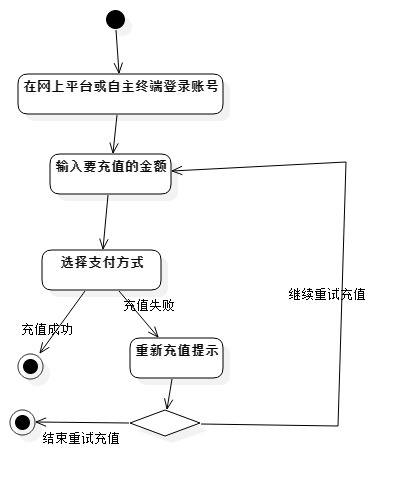 在网上平台或自主终端登录账号
输入要充值的金额
选择支付方式
继续重试充值
充值失败
充值成功
重新充值提示
结束重试充值